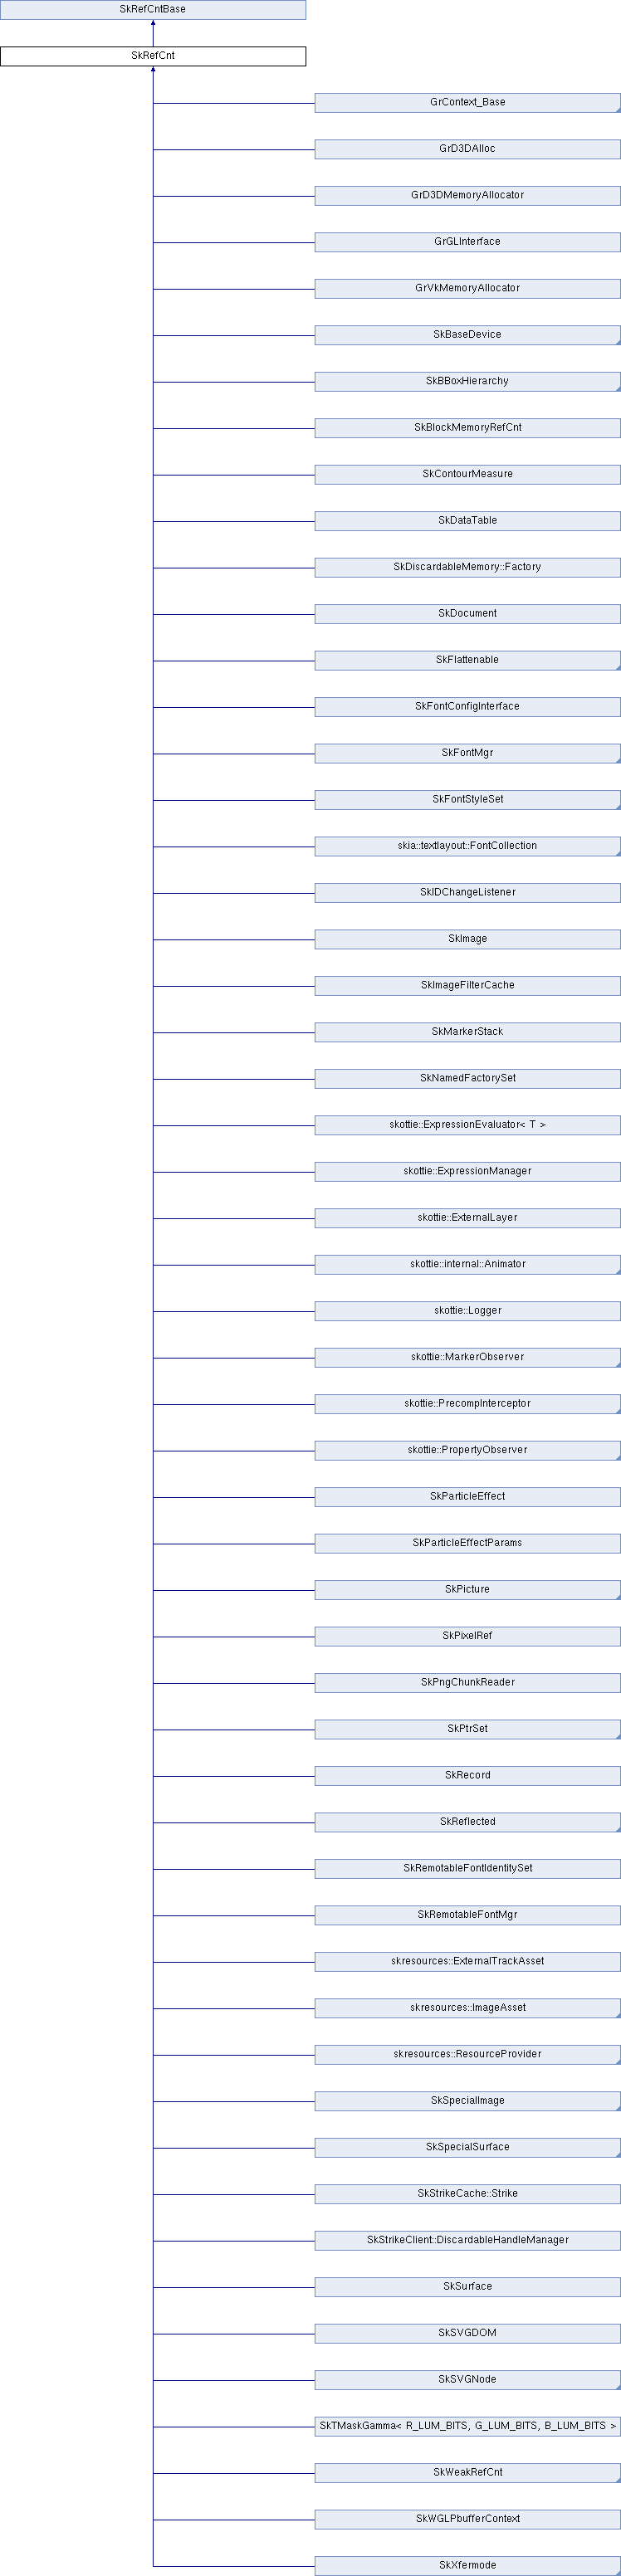 SkRefCntBase
SkRefCnt
GrContext_Base
GrD3DAlloc
GrD3DMemoryAllocator
GrGLInterface
GrVkMemoryAllocator
SkBaseDevice
SkBBoxHierarchy
SkBlockMemoryRefCnt
SkContourMeasure
SkDataTable
SkDiscardableMemory::Factory
SkDocument
SkFlattenable
SkFontConfigInterface
SkFontMgr
SkFontStyleSet
skia::textlayout::FontCollection
SkIDChangeListener
SkImage
SkImageFilterCache
SkMarkerStack
SkNamedFactorySet
skottie::ExpressionEvaluator< T >
skottie::ExpressionManager
skottie::ExternalLayer
skottie::internal::Animator
skottie::Logger
skottie::MarkerObserver
skottie::PrecompInterceptor
skottie::PropertyObserver
SkParticleEffect
SkParticleEffectParams
SkPicture
SkPixelRef
SkPngChunkReader
SkPtrSet
SkRecord
SkReflected
SkRemotableFontIdentitySet
SkRemotableFontMgr
skresources::ExternalTrackAsset
skresources::ImageAsset
skresources::ResourceProvider
SkSpecialImage
SkSpecialSurface
SkStrikeCache::Strike
SkStrikeClient::DiscardableHandleManager
SkSurface
SkSVGDOM
SkSVGNode
SkTMaskGamma< R_LUM_BITS, G_LUM_BITS, B_LUM_BITS >
SkWeakRefCnt
SkWGLPbufferContext
SkXfermode